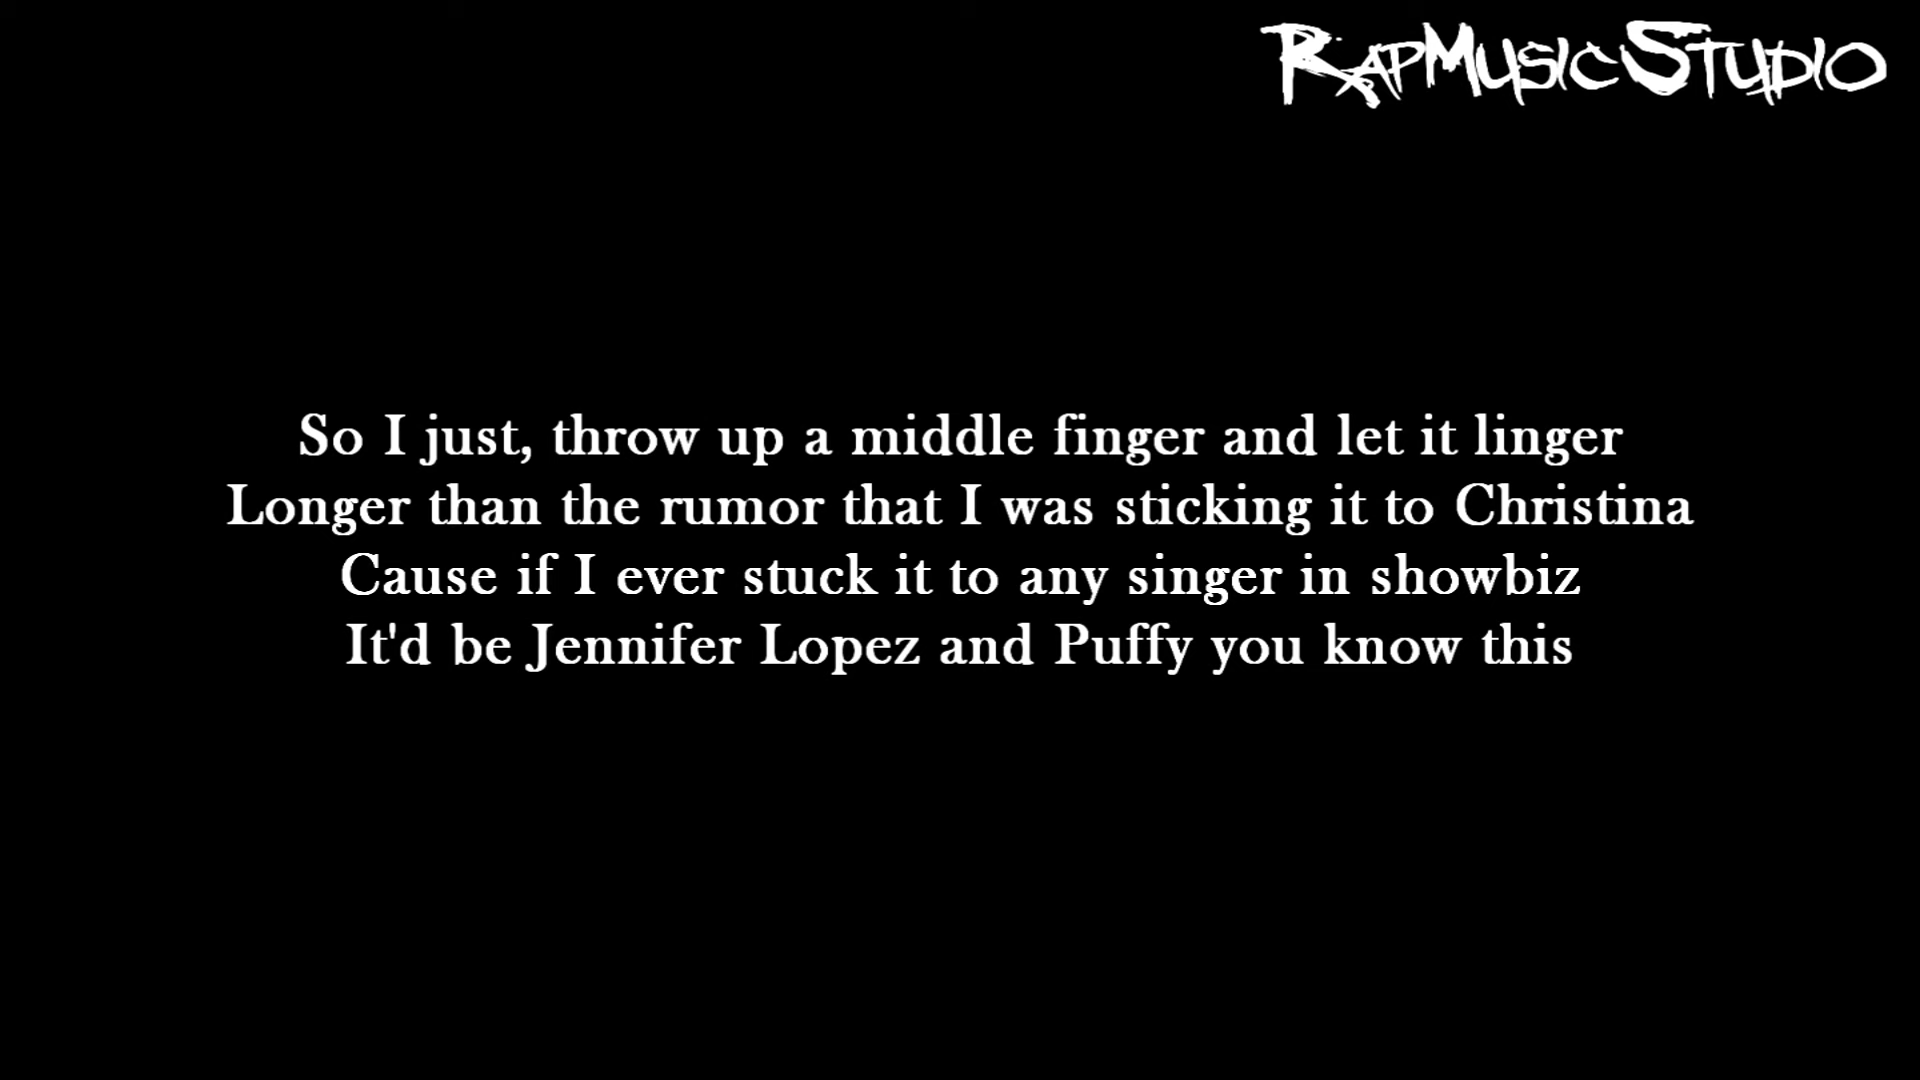 RapMusicStudio
So I just, throw up a middle finger and let it linger
Longer than the rumor that I was sticking it to Christina
Cause if I ever stuck it to any singer in showbiz
It'd be Jennifer Lopez and Puffy you know this